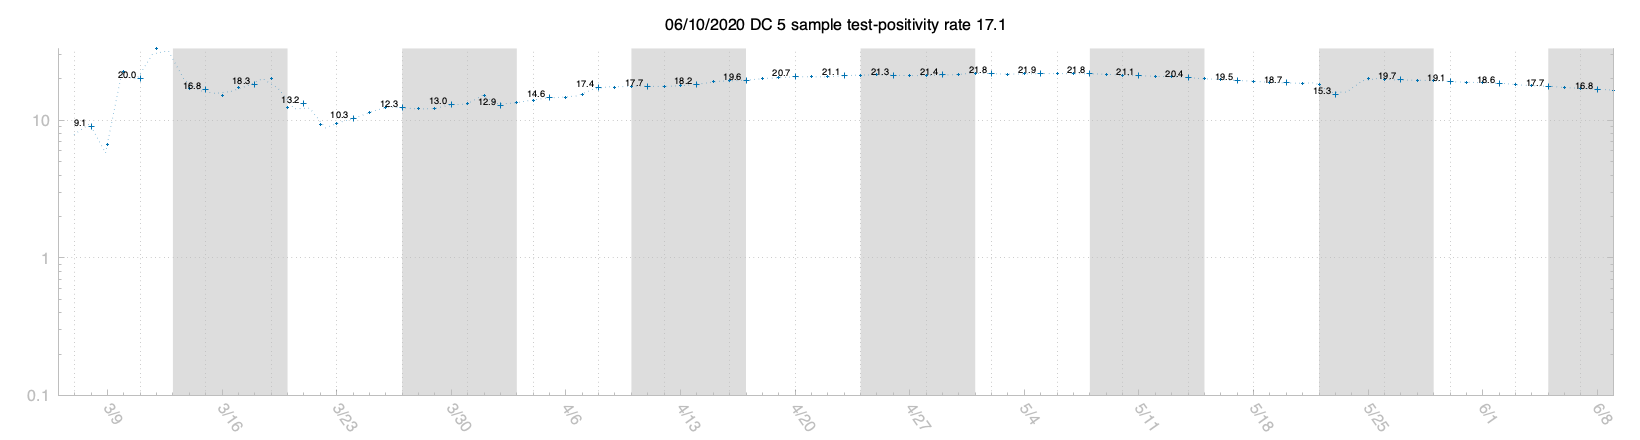 06/10/2020 DC 5 sample test-positivity rate 17.1
9.1 20.0 16.8 18.3 13.2 10.3 12.3 13.0 12.9 14.6 17.4 17.7 18.2 19.6 20.7 21.1 21.3 21.4 21.8 21.9 21.8 21.1 20.4 19.5 18.7 15.3 19.7 19.1 18.6 17.7 16.8
10
1
0.1
3/9 3/16 3/23 3/30 4/6 4/13 4/20 4/27 5/4 5/11 5/18 5/25 6/1 6/8